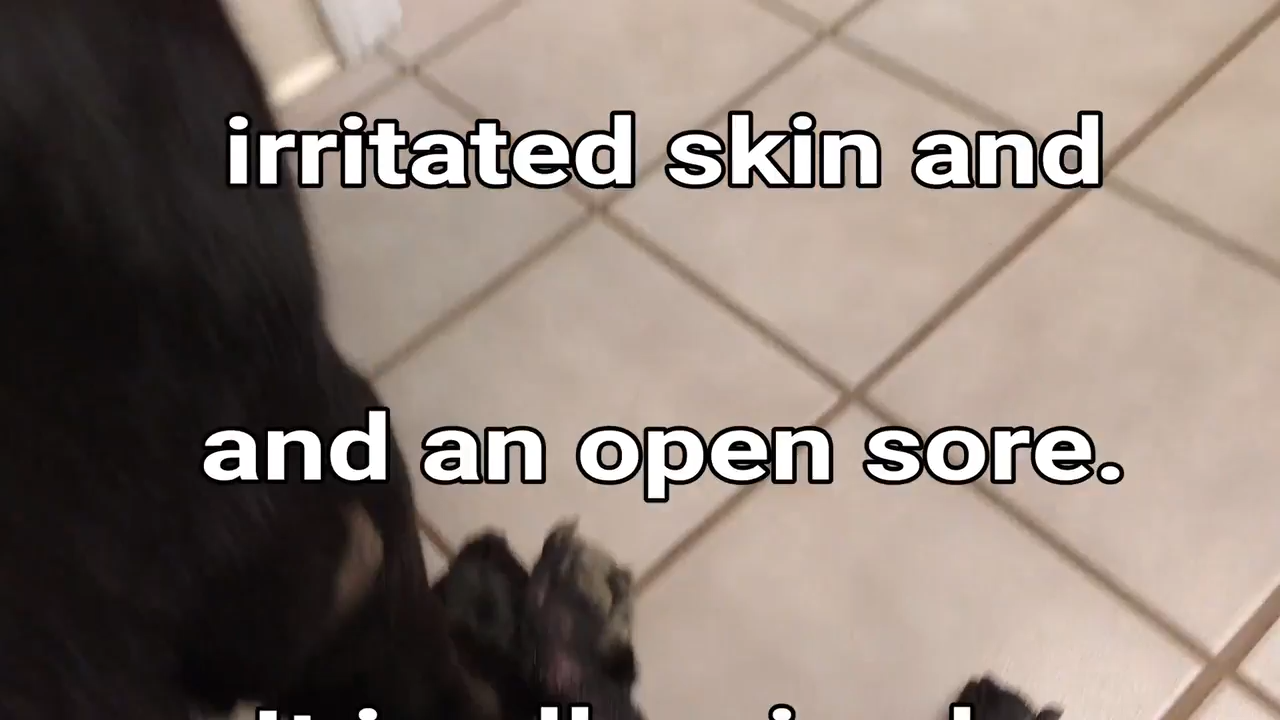 irritated skin and
and an open sore.